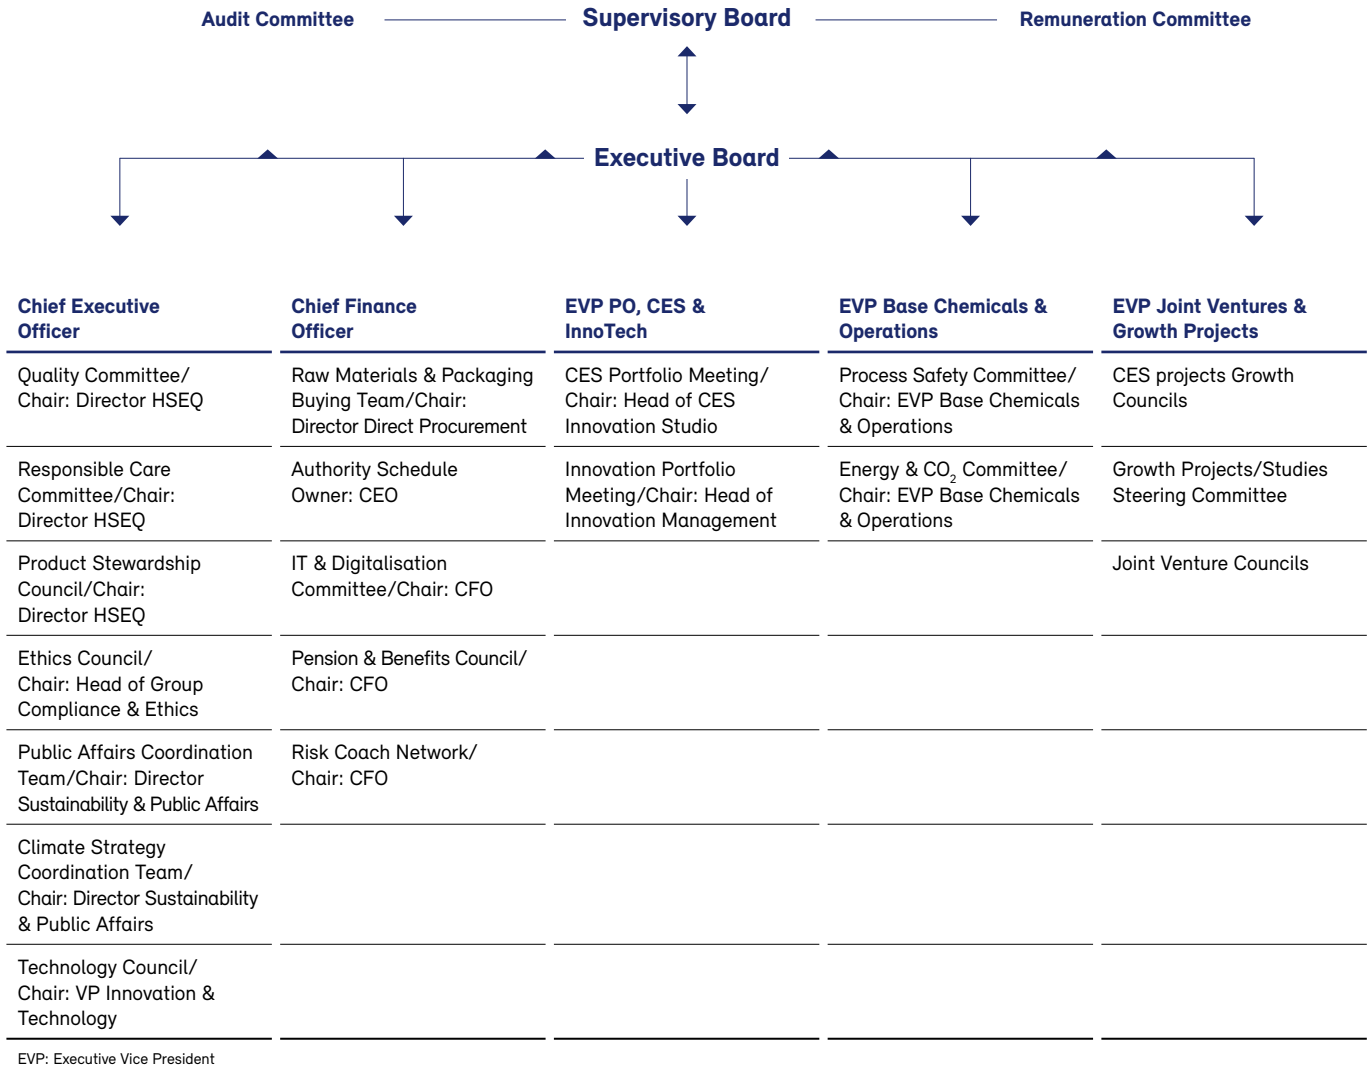 Audit Committee
Supervisory Board
Remuneration Committee
Executive Board
Chief Executive
Officer
Quality Committee/
Chair: Director HSEQ
Responsible Care
Committee/Chair:
Director HSEQ
Product Stewardship
Council/Chair:
Director HSEQ
Ethics Council/
Chair: Head of Group
Compliance & Ethics
Public Affairs Coordination
Team/Chair: Director
Sustainability & Public Affairs
Climate Strategy
Coordination Team/
Chair: Director Sustainability
& Public Affairs
Technology Council/
Chair: VP Innovation &
Technology
Chief Finance
Officer
Raw Materials & Packaging
Buying Team/Chair:
Director Direct Procurement
Authority Schedule
Owner: CEO
IT & Digitalisation
Committee/Chair: CFO
Pension & Benefits Council/
Chair: CFO
Risk Coach Network/
Chair: CFO
EVP PO, CES &
InnoTech
CES Portfolio Meeting/
Chair: Head of CES
Innovation Studio
Innovation Portfolio
Meeting/Chair: Head of
Innovation Management
EVP Base Chemicals &
Operations
Process Safety Committee/
Chair: EVP Base Chemicals
& Operations
Energy & CO₂ Committee/
Chair: EVP Base Chemicals
& Operations
EVP Joint Ventures &
Growth Projects
CES projects Growth
Councils
Growth Projects/Studies
Steering Committee
Joint Venture Councils
EVP: Executive Vice President